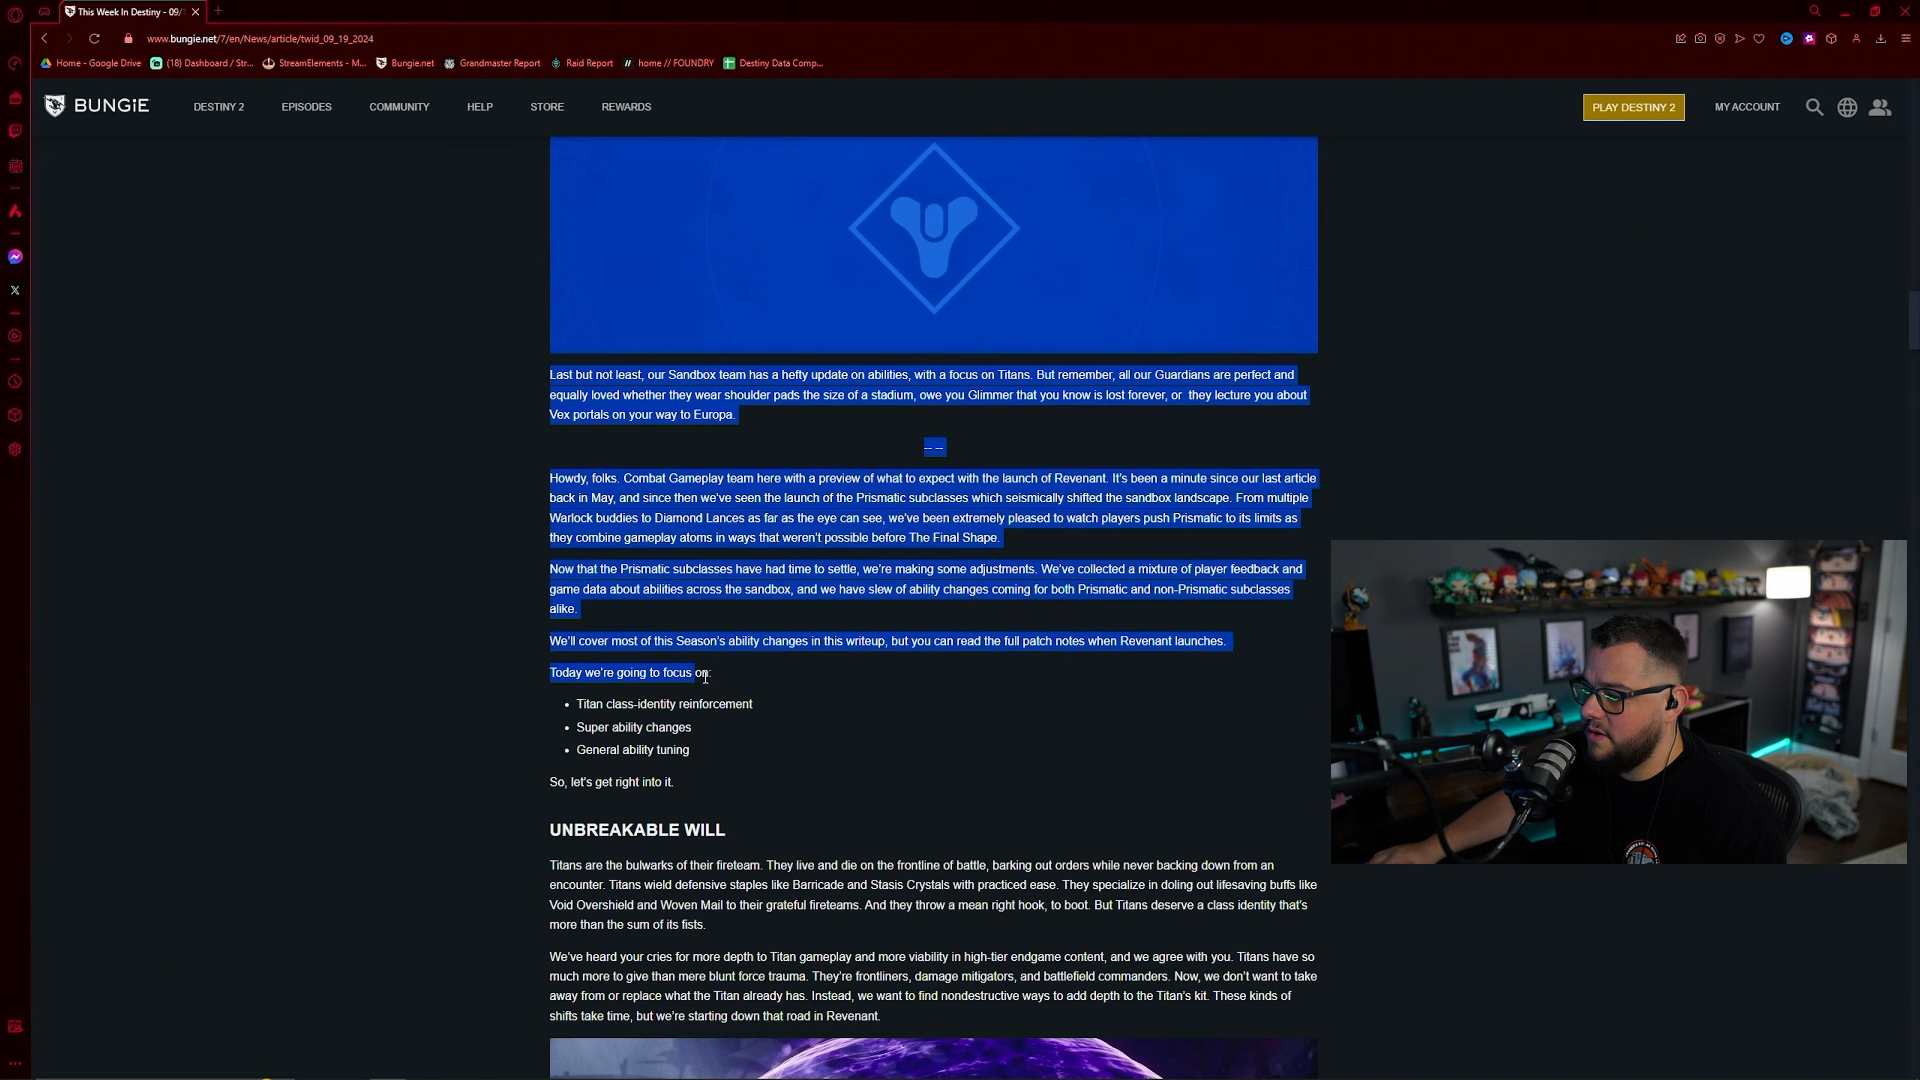 This Week In Destiny - 09/
www.bungie.net/7/en/News/article/twid_09_19_2024
Home - Google Drive
(18) Dashboard / Str...
StreamElements - M...
Bungie.net
Grandmaster Report
Raid Report
home // FOUNDRY
Destiny Data Comp...
BUNGiE
DESTINY 2
EPISODES
COMMUNITY
HELP
STORE
REWARDS
PLAY DESTINY 2
MY ACCOUNT
Last but not least, our Sandbox team has a hefty update on abilities, with a focus on Titans. But remember, all our Guardians are perfect and
equally loved whether they wear shoulder pads the size of a stadium, owe you Glimmer that you know is lost forever, or they lecture you about
Vex portals on your way to Europa.
— —
Howdy, folks. Combat Gameplay team here with a preview of what to expect with the launch of Revenant. It's been a minute since our last article
back in May, and since then we've seen the launch of the Prismatic subclasses which seismically shifted the sandbox landscape. From multiple
Warlock buddies to Diamond Lances as far as the eye can see, we've been extremely pleased to watch players push Prismatic to its limits as
they combine gameplay atoms in ways that weren't possible before The Final Shape.
Now that the Prismatic subclasses have had time to settle, we're making some adjustments. We've collected a mixture of player feedback and
game data about abilities across the sandbox, and we have slew of ability changes coming for both Prismatic and non-Prismatic subclasses
alike.
We'll cover most of this Season's ability changes in this writeup, but you can read the full patch notes when Revenant launches.
Today we're going to focus on:
• Titan class-identity reinforcement
• Super ability changes
• General ability tuning
So, let's get right into it.
UNBREAKABLE WILL
Titans are the bulwarks of their fireteam. They live and die on the frontline of battle, barking out orders while never backing down from an
encounter. Titans wield defensive staples like Barricade and Stasis Crystals with practiced ease. They specialize in doling out lifesaving buffs like
Void Overshield and Woven Mail to their grateful fireteams. And they throw a mean right hook, to boot. But Titans deserve a class identity that's
more than the sum of its fists.
We've heard your cries for more depth to Titan gameplay and more viability in high-tier endgame content, and we agree with you. Titans have so
much more to give than mere blunt force trauma. They're frontliners, damage mitigators, and battlefield commanders. Now, we don't want to take
away from or replace what the Titan already has. Instead, we want to find nondestructive ways to add depth to the Titan's kit. These kinds of
shifts take time, but we're starting down that road in Revenant.